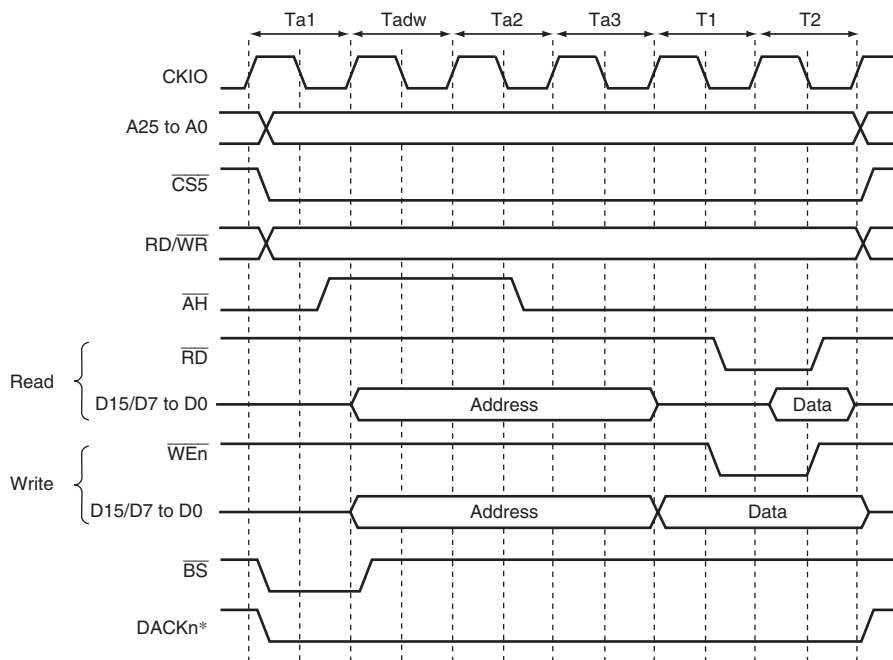 Ta1 Tadw Ta2 Ta3 T1 T2
CKIO
A25 to A0
CS5
RD/WR
AH
RD
Read
D15/D7 to D0
Address
Data
WEn
Write
D15/D7 to D0
Address
Data
BS
DACKn*